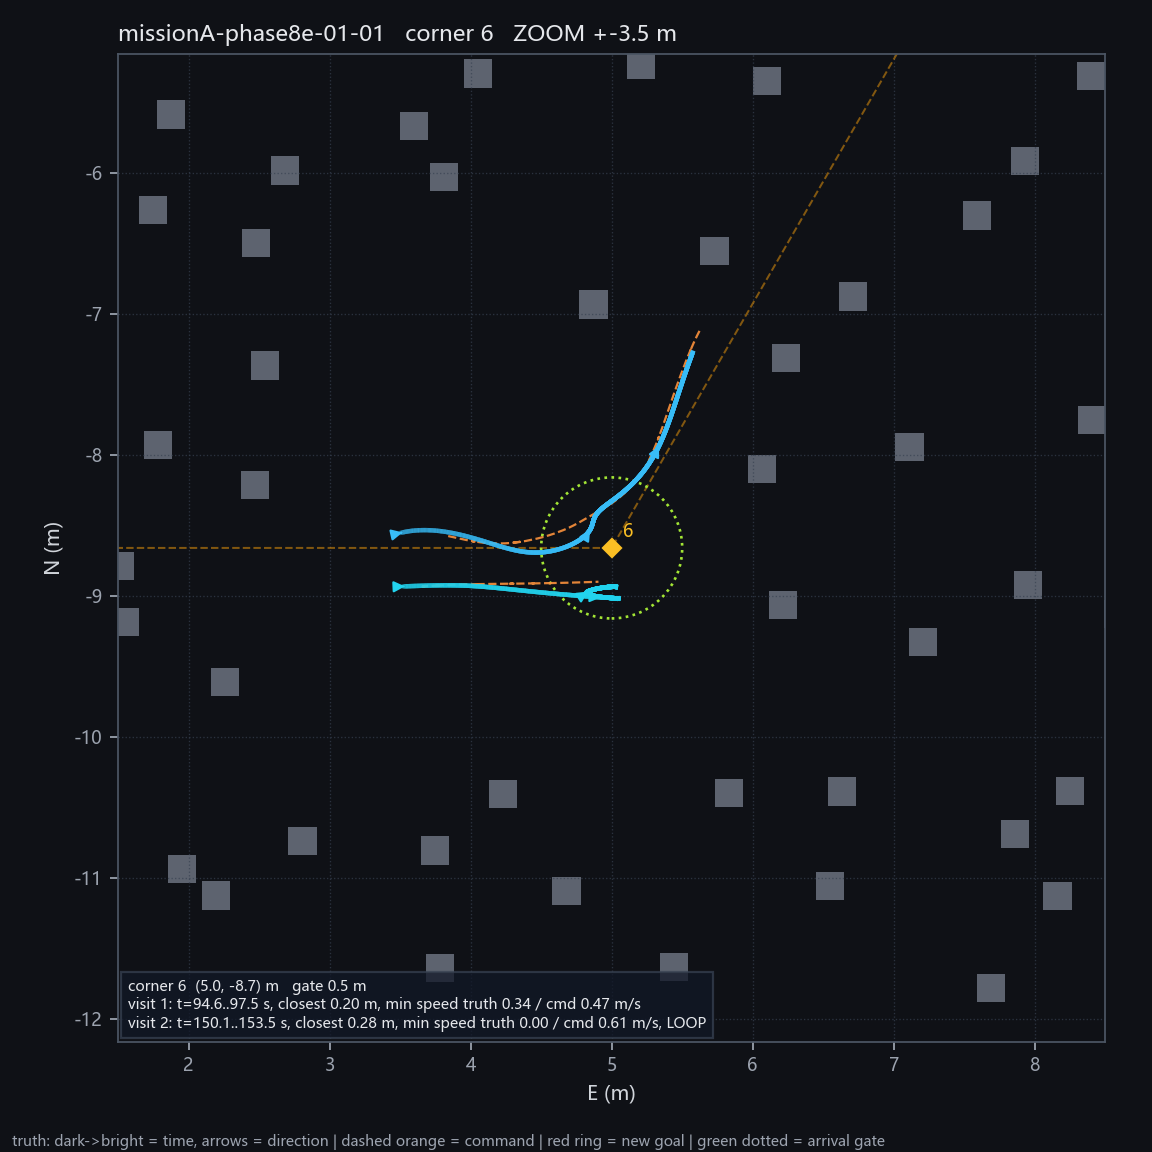 missionA-phase8e-01-01   corner 6   ZOOM +-3.5 m
-6
-7
-8
-9
-10
-11
-12
N (m)
6
corner 6  (5.0, -8.7) m   gate 0.5 m
visit 1: t=94.6..97.5 s, closest 0.20 m, min speed truth 0.34 / cmd 0.47 m/s
visit 2: t=150.1..153.5 s, closest 0.28 m, min speed truth 0.00 / cmd 0.61 m/s, LOOP
2 3 4 5 6 7 8
E (m)
truth: dark->bright = time, arrows = direction | dashed orange = command | red ring = new goal | green dotted = arrival gate